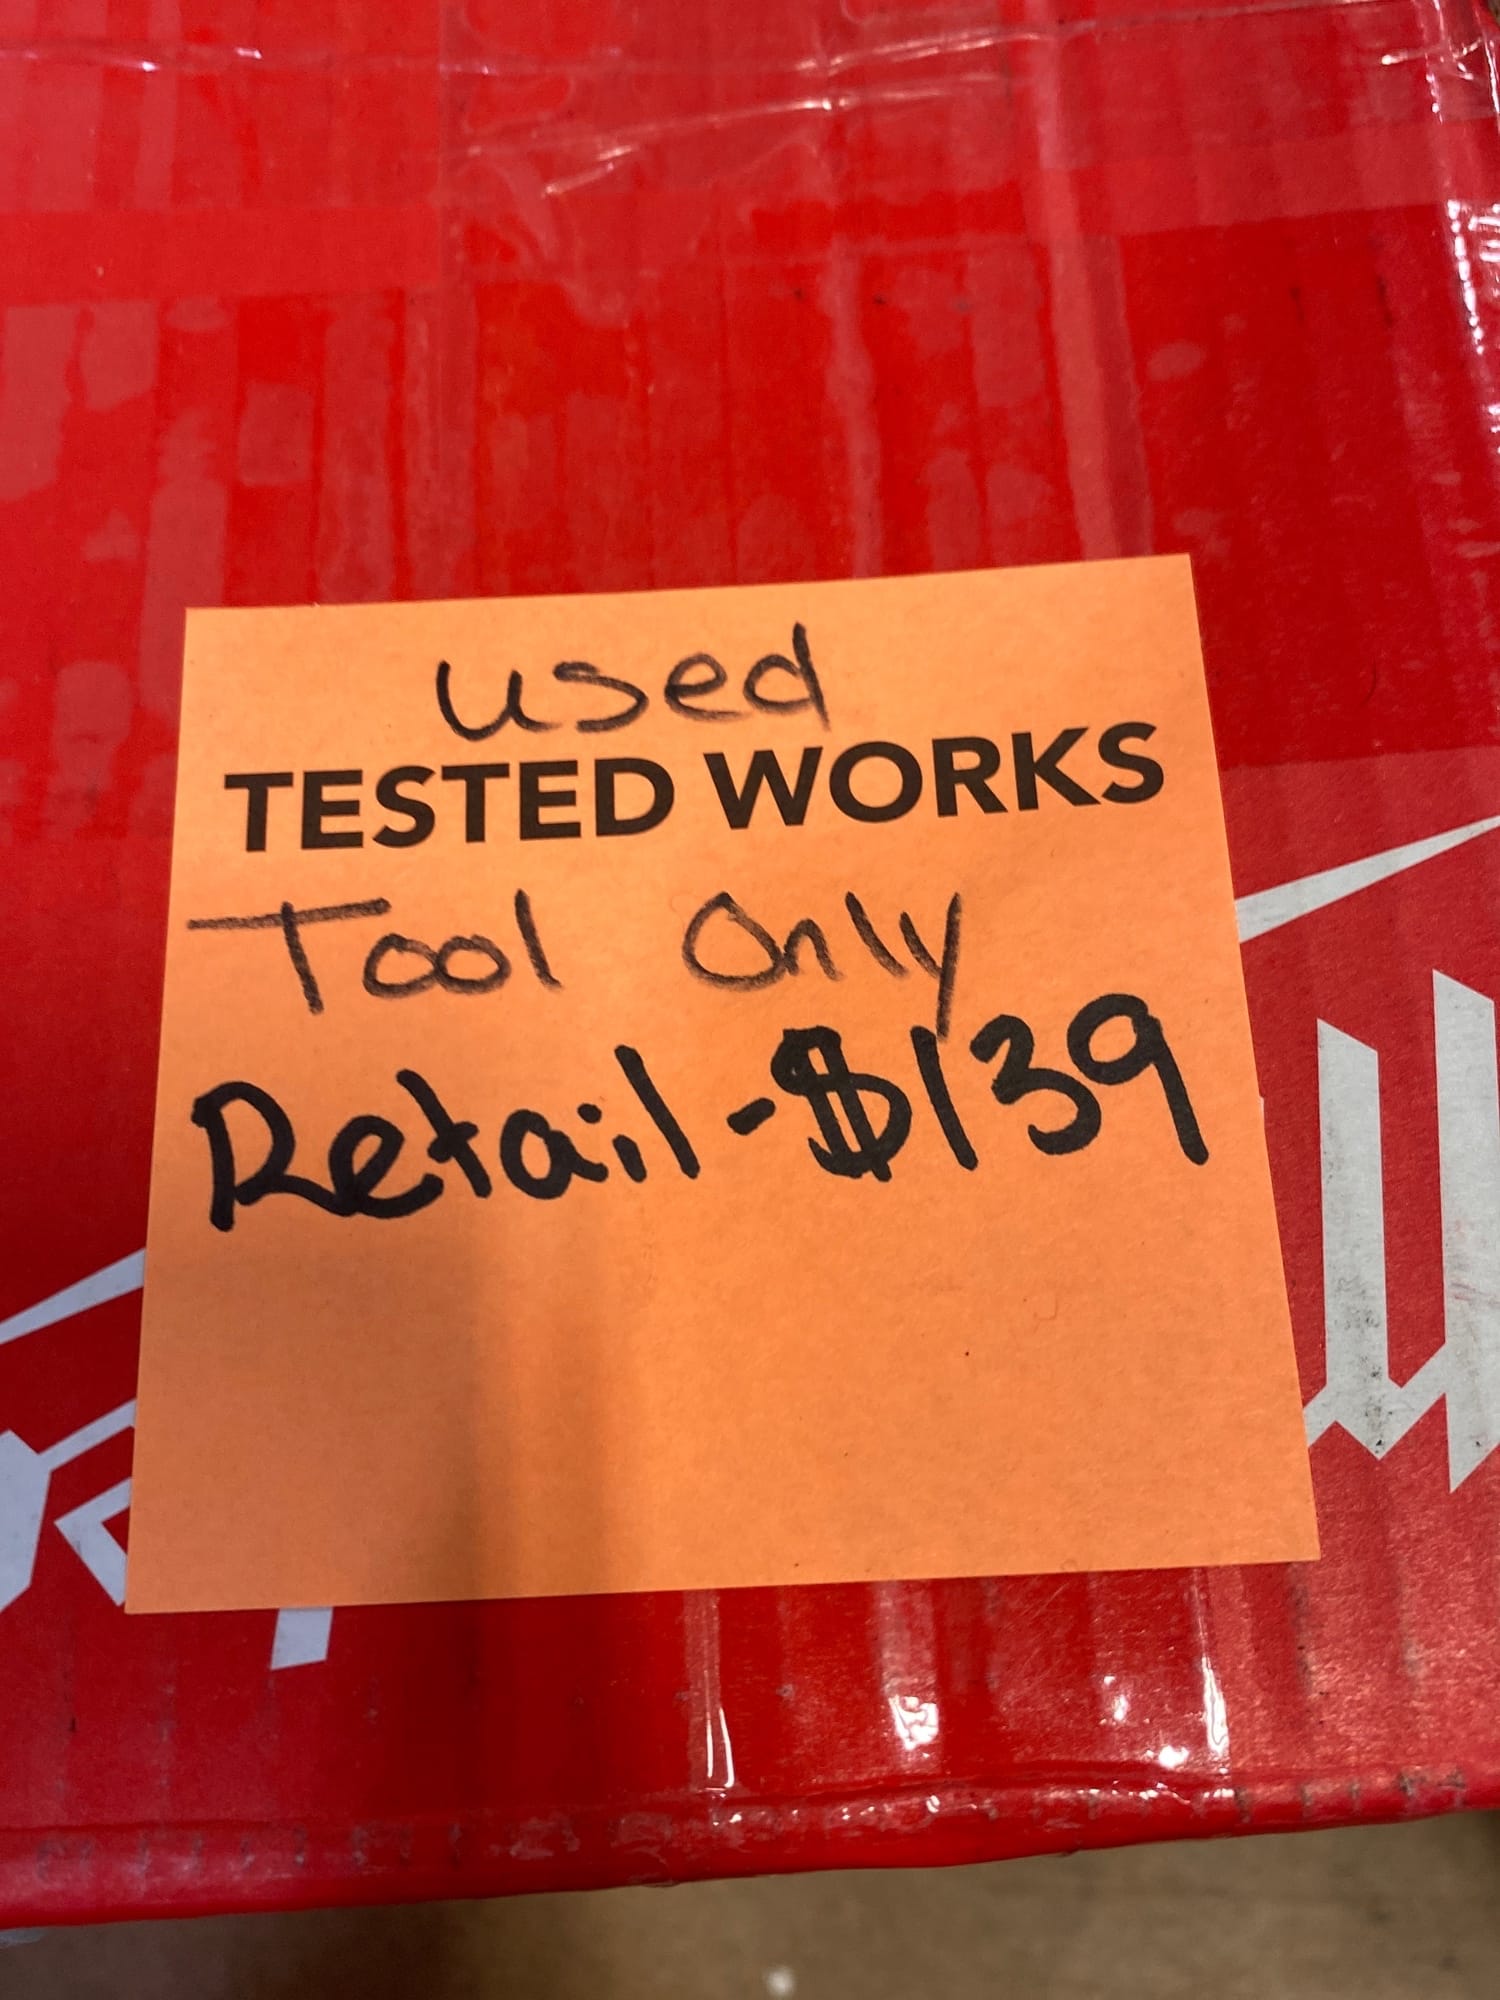 used
TESTED WORKS
Tool Only
Retail-$139